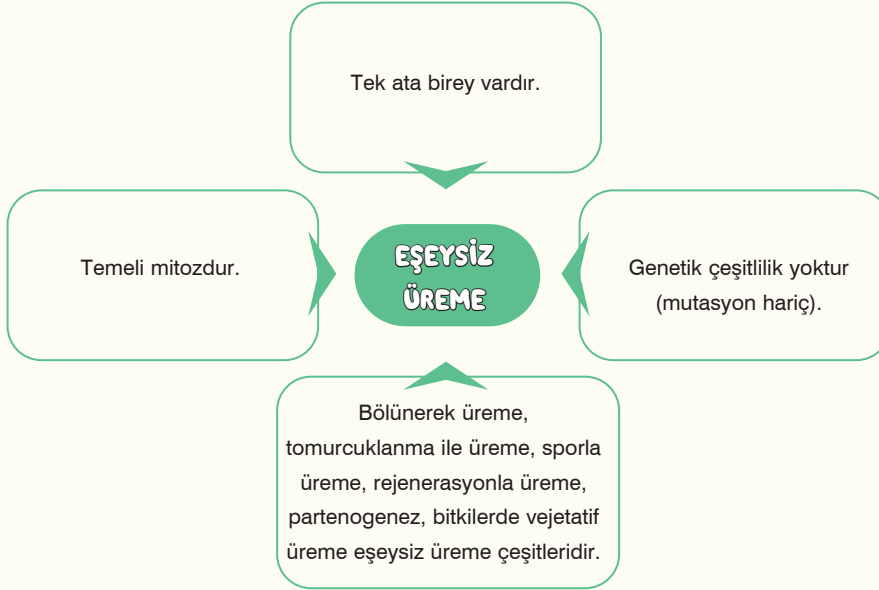 Tek ata birey vardır.
Temeli mitozdur.
EŞEYSİZ
ÜREME
Genetik çeşitlilik yoktur
(mutasyon hariç).
Bölünerek üreme,
tomurcuklanma ile üreme, sporla
üreme, rejenerasyonla üreme,
partenogenez, bitkilerde vejetatif
üreme eşeysiz üreme çeşitleridir.